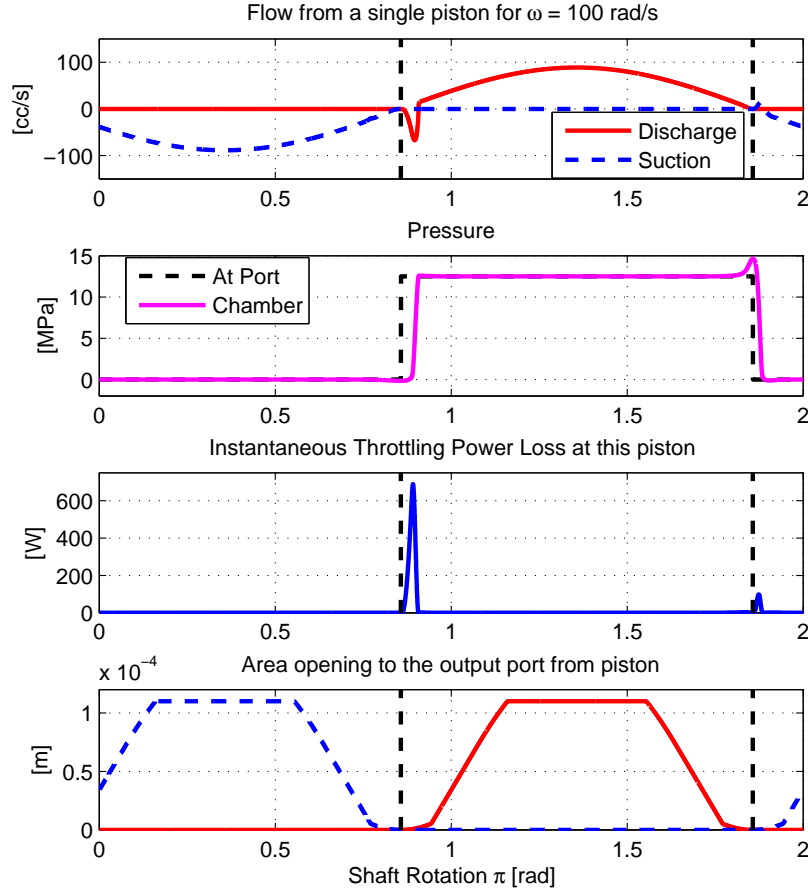 Flow from a single piston for ω = 100 rad/s
[cc/s]
100
0
−100
Discharge
Suction
0
0.5
1
1.5
2
Pressure
[MPa]
15
10
5
0
At Port
Chamber
0
0.5
1
1.5
2
Instantaneous Throttling Power Loss at this piston
[W]
600
400
200
0
0
0.5
1
1.5
2
x 10⁻⁴
Area opening to the output port from piston
[m]
1
0.5
0
0
0.5
1
1.5
2
Shaft Rotation π [rad]